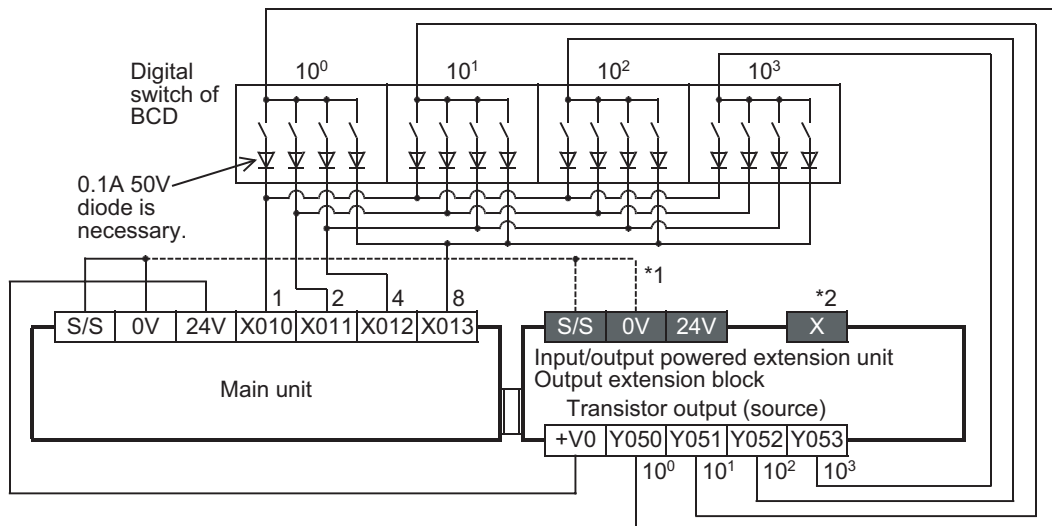 Digital
switch of
BCD
10⁰ 10¹ 10² 10³
0.1A 50V
diode is
necessary.
*1
1 2 4 8 *2
S/S 0V 24V X010 X011 X012 X013 S/S 0V 24V X
Main unit
Input/output powered extension unit
Output extension block
Transistor output (source)
+V0 Y050 Y051 Y052 Y053
10⁰ 10¹ 10² 10³